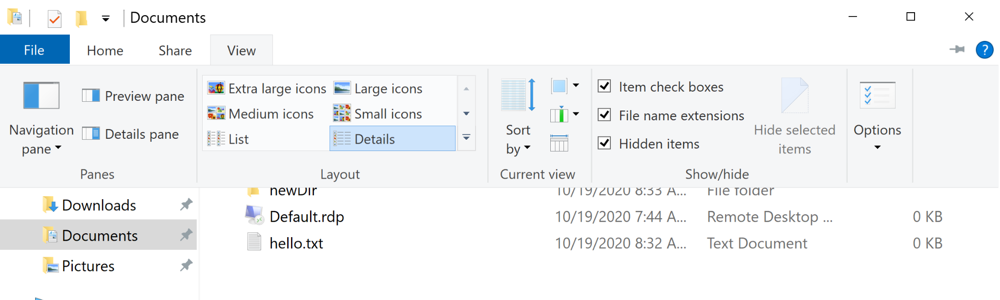 Documents
File Home Share View ?
Navigation pane
Preview pane
Details pane
Panes
Extra large icons Large icons
Medium icons Small icons
List Details
Layout
Sort by
Current view
Item check boxes
File name extensions
Hidden items
Hide selected items
Show/hide
Options
Downloads
Documents
Pictures
newDir 10/19/2020 8:33 A... File folder
Default.rdp 10/19/2020 7:44 A... Remote Desktop ... 0 KB
hello.txt 10/19/2020 8:32 A... Text Document 0 KB